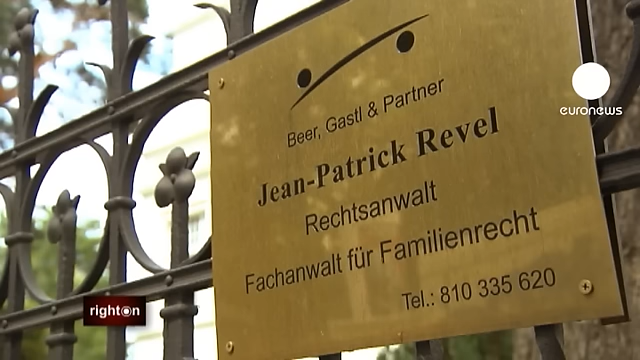 euronews
Beer, Gastl & Partner
Jean-Patrick Revel
Rechtsanwalt
Fachanwalt für Familienrecht
Tel.: 810 335 620
righton